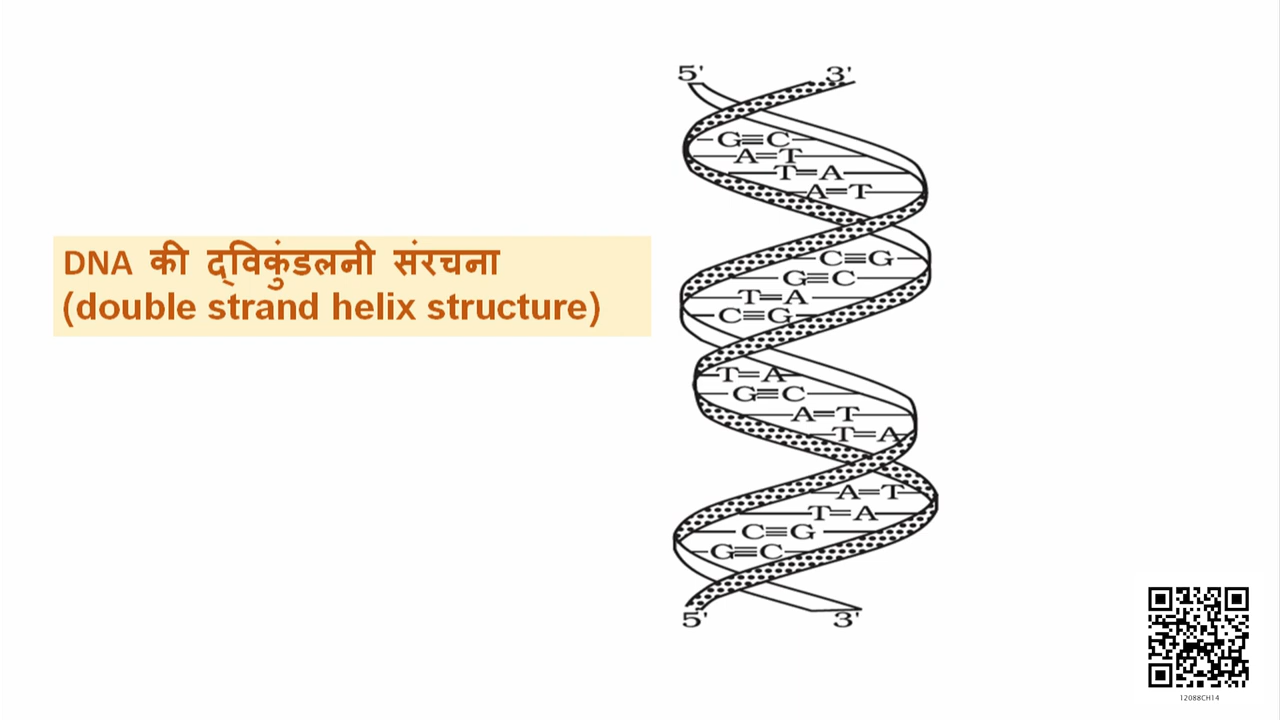 5' 3'
G≡C
A=T
T=A
A=T
DNA की द्विकुंडलनी संरचना
(double strand helix structure)
C≡G
G≡C
T=A
C≡G
T=A
G≡C
A=T
T=A
A=T
T=A
C≡G
G≡C
5' 3'
12088CH14